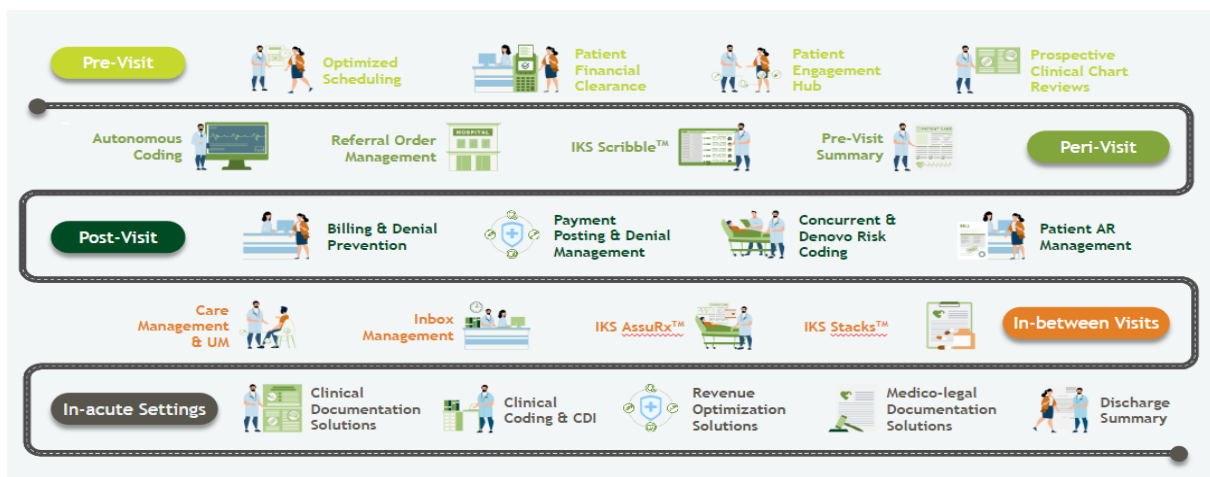 Pre-Visit
Optimized
Scheduling
Patient
Financial
Clearance
Patient
Engagement
Hub
Prospective
Clinical Chart
Reviews
Autonomous
Coding
Referral Order
Management
HOSPITAL
IKS Scribble™
Pre-Visit
Summary
PATIENT CARD
Peri-Visit
Post-Visit
Billing & Denial
Prevention
Payment
Posting & Denial
Management
Concurrent &
Denovo Risk
Coding
BILL
Patient AR
Management
Care
Management
& UM
Inbox
Management
IKS AssuRx™
IKS Stacks™
In-between Visits
In-acute Settings
Clinical
Documentation
Solutions
Clinical
Coding & CDI
Revenue
Optimization
Solutions
Medico-legal
Documentation
Solutions
Discharge
Summary